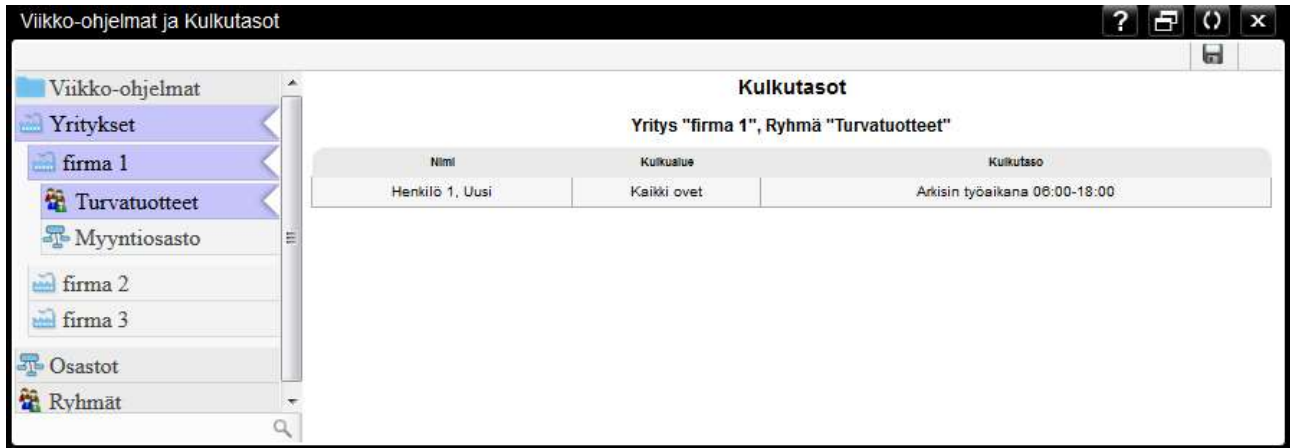 Viikko-ohjelmat ja Kulkutasot
Viikko-ohjelmat
Yritykset
firma 1
Turvatuotteet
Myyntiosasto
firma 2
firma 3
Osastot
Ryhmät
Kulkutasot
Yritys "firma 1", Ryhmä "Turvatuotteet"
Nimi Kulkualue Kulkutaso
Henkilö 1, Uusi Kaikki ovet Arkisin työaikana 06:00-18:00